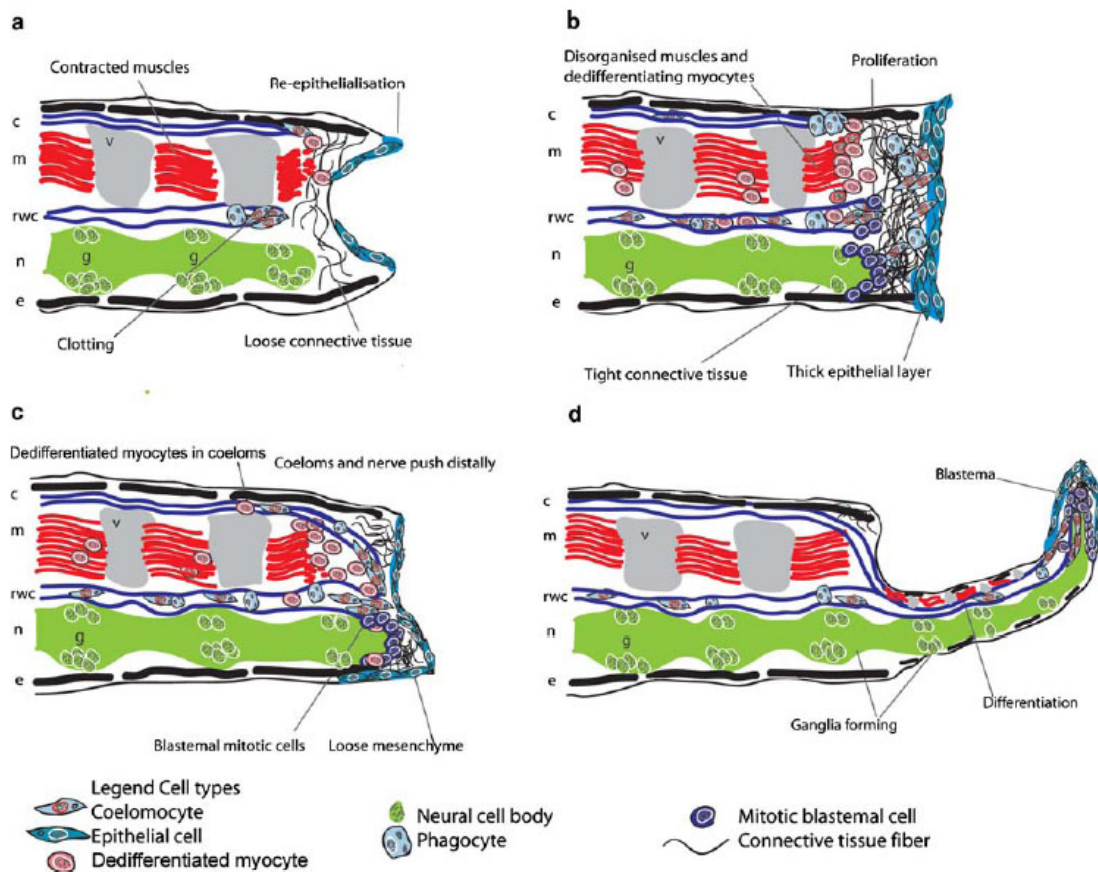 a
Contracted muscles
Re-epithelialisation
c
v
m
rwc
n
g
g
e
Clotting
Loose connective tissue
b
Disorganised muscles and
dedifferentiating myocytes
Proliferation
c
v
m
rwc
n
g
e
Tight connective tissue
Thick epithelial layer
c
Dedifferentiated myocytes in coeloms
Coeloms and nerve push distally
c
v
m
rwc
n
g
e
Blastemal mitotic cells
Loose mesenchyme
d
Blastema
c
v
m
rwc
n
g
e
Ganglia forming
Differentiation
Legend Cell types
Coelomocyte
Epithelial cell
Dedifferentiated myocyte
Neural cell body
Phagocyte
Mitotic blastemal cell
Connective tissue fiber